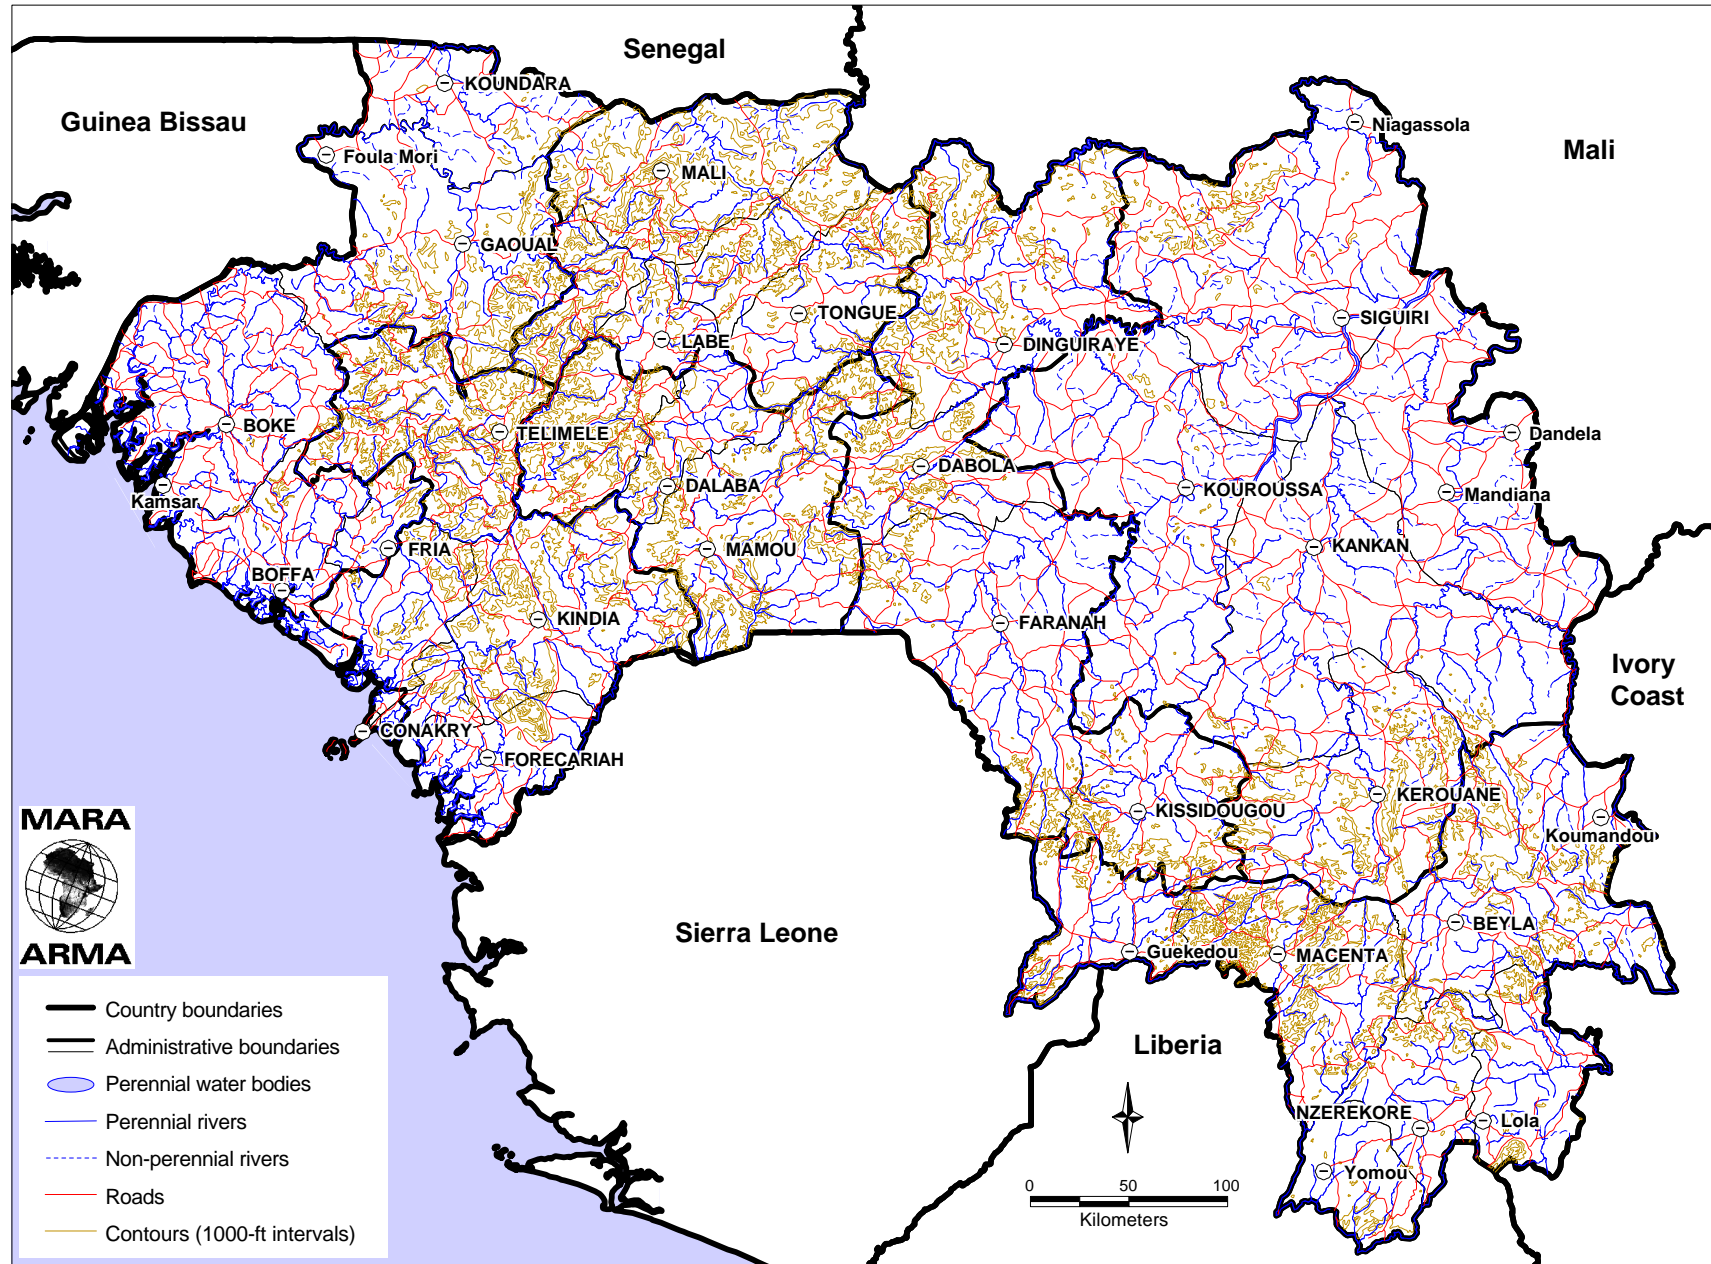 Senegal
KOUNDARA
Guinea Bissau
Niagassola
Mali
Foula Mori
MALI
GAOUAL
TONGUE
SIGUIRI
LABE
DINGUIRAYE
BOKE
TELIMELE
Dandela
DABOLA
DALABA
KOUROUSSA
Mandiana
Kamsar
FRIA
MAMOU
KANKAN
BOFFA
KINDIA
FARANAH
Ivory
Coast
CONAKRY
FORECARIAH
KEROUANE
KISSIDOUGOU
Koumandou
MARA
ARMA
Sierra Leone
BEYLA
Guekedou
MACENTA
Liberia
NZEREKORE
Lola
Yomou
Country boundaries
Administrative boundaries
Perennial water bodies
Perennial rivers
Non-perennial rivers
Roads
Contours (1000-ft intervals)
0 50 100
Kilometers